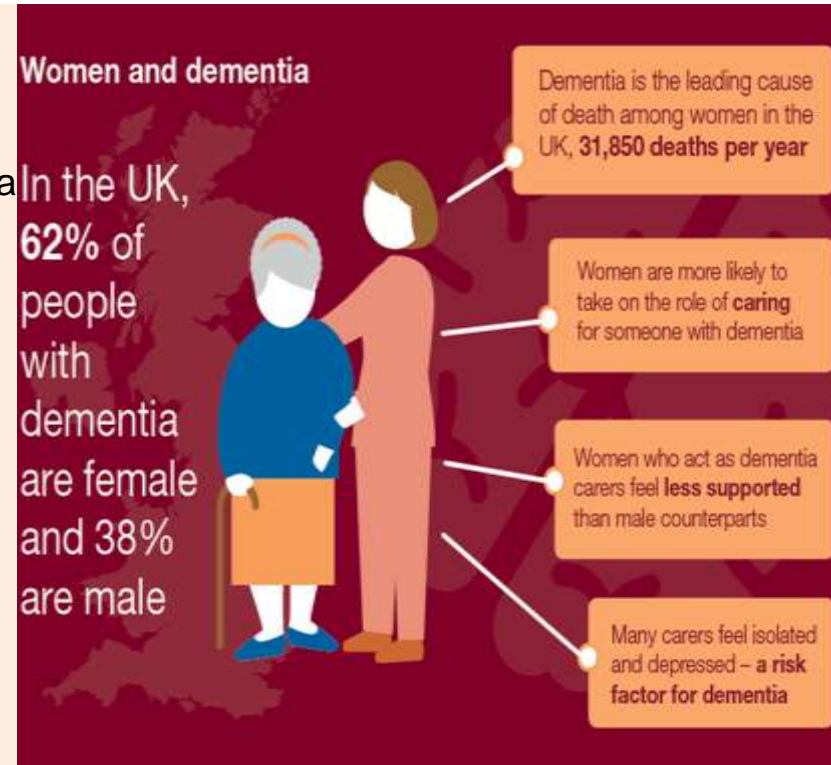 Women and dementia
a
In the UK,
62% of
people
with
dementia
are female
and 38%
are male
Dementia is the leading cause
of death among women in the
UK, 31,850 deaths per year
Women are more likely to
take on the role of caring
for someone with dementia
Women who act as dementia
carers feel less supported
than male counterparts
Many carers feel isolated
and depressed – a risk
factor for dementia